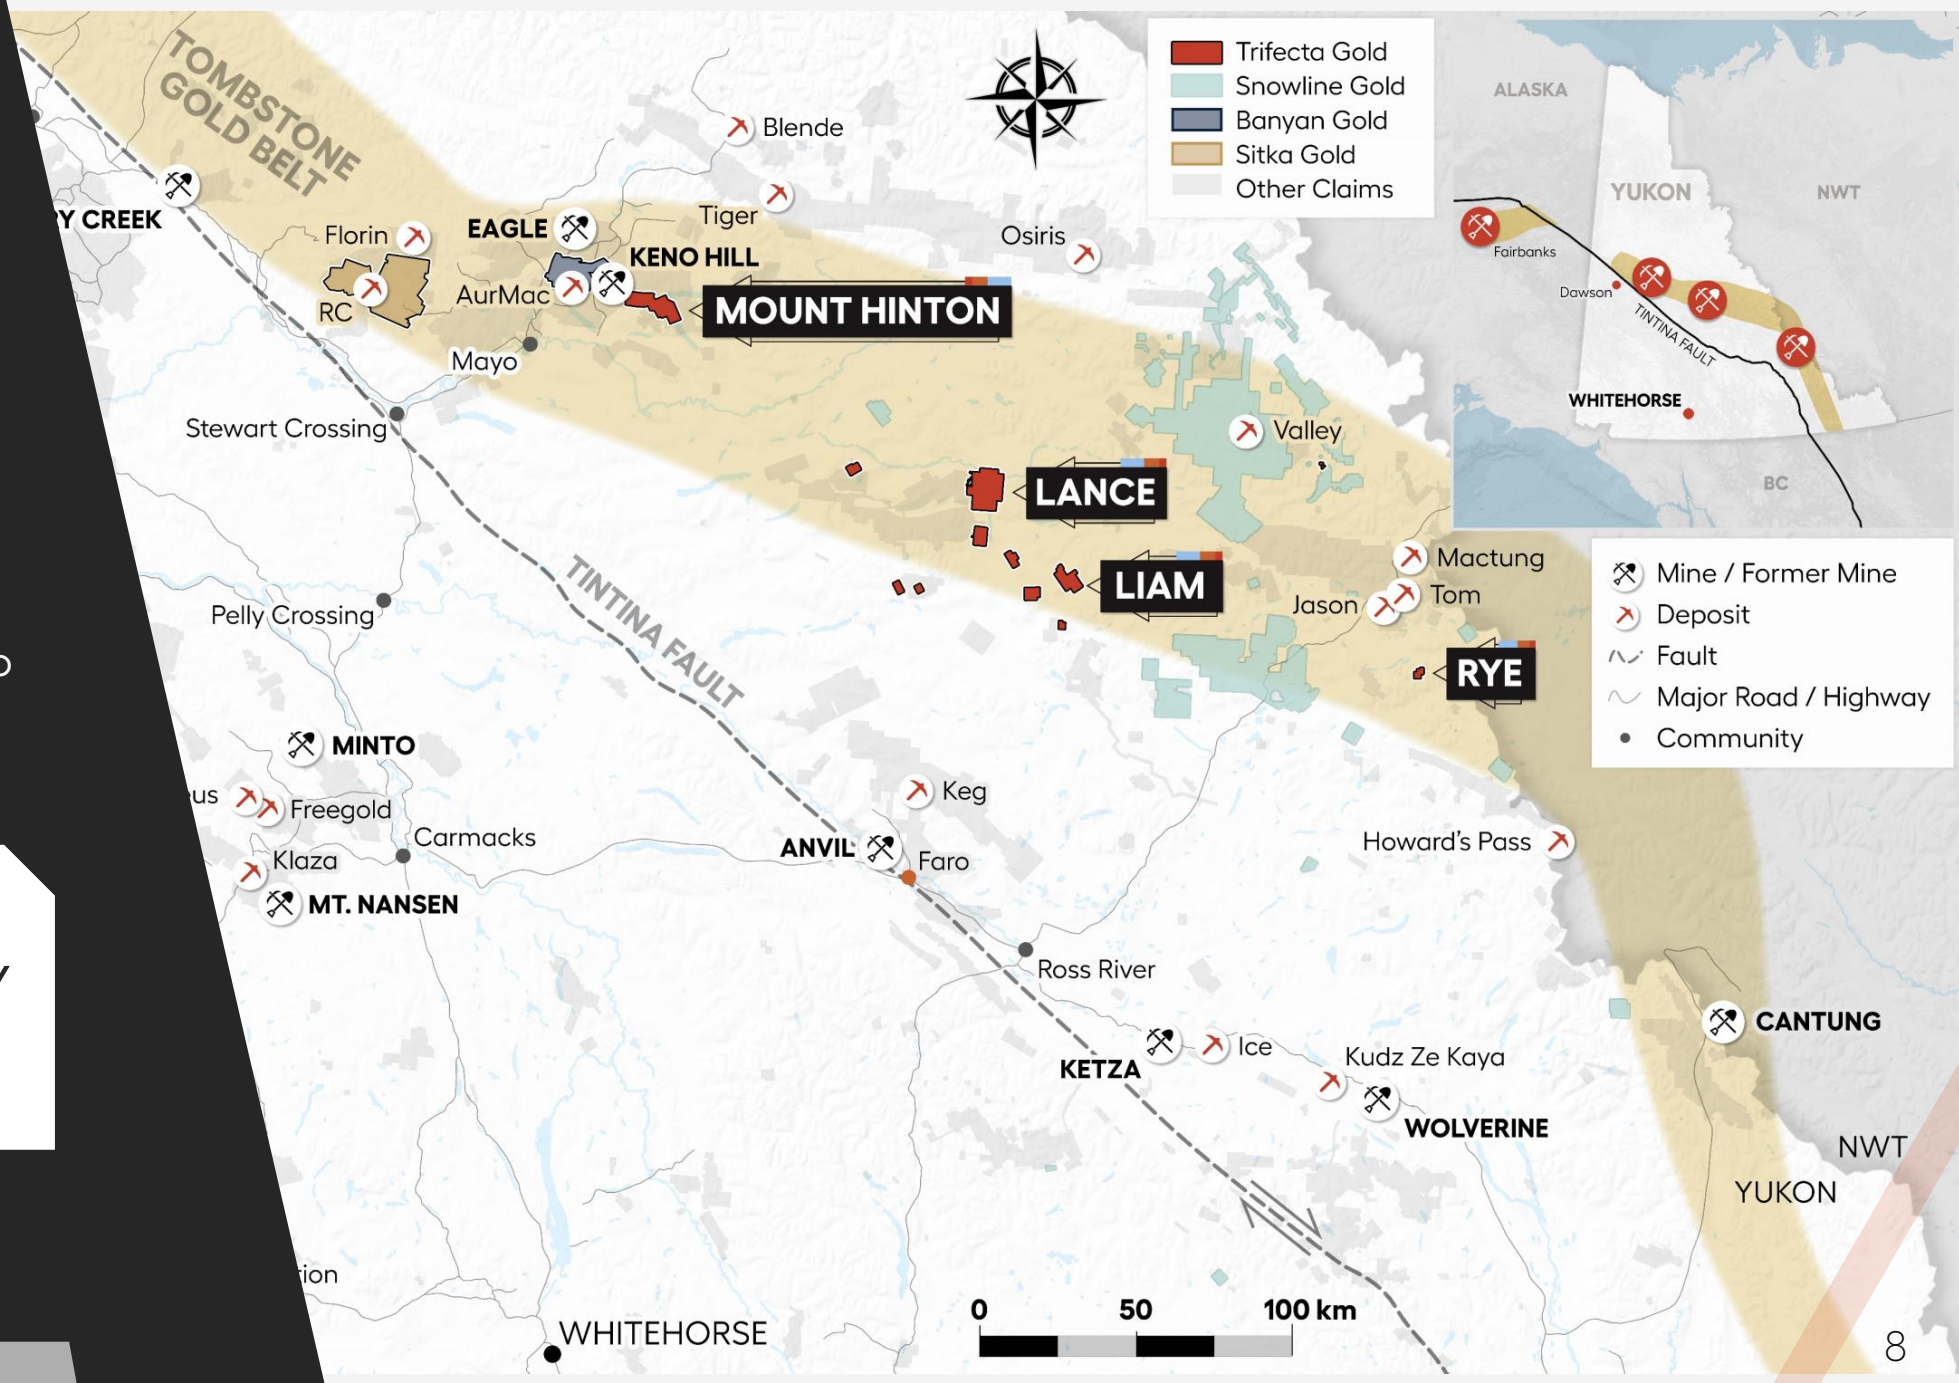 TOMBSTONE
GOLD BELT
Trifecta Gold
Snowline Gold
Banyan Gold
Sitka Gold
Other Claims
ALASKA
YUKON
NWT
Fairbanks
Dawson
TINTINA FAULT
WHITEHORSE
BC
Blende
Tiger
Osiris
CREEK
Florin
EAGLE
KENO HILL
RC
AurMac
MOUNT HINTON
Mayo
Stewart Crossing
Valley
LANCE
LIAM
Mactung
Tom
Jason
RYE
Mine / Former Mine
Deposit
Fault
Major Road / Highway
Community
TINTINA FAULT
Pelly Crossing
MINTO
Freegold
Carmacks
Klaza
MT. NANSEN
Keg
ANVIL
Faro
Howard's Pass
Ross River
CANTUNG
KETZA
Ice
Kudz Ze Kaya
WOLVERINE
NWT
YUKON
WHITEHORSE
0 50 100 km
8